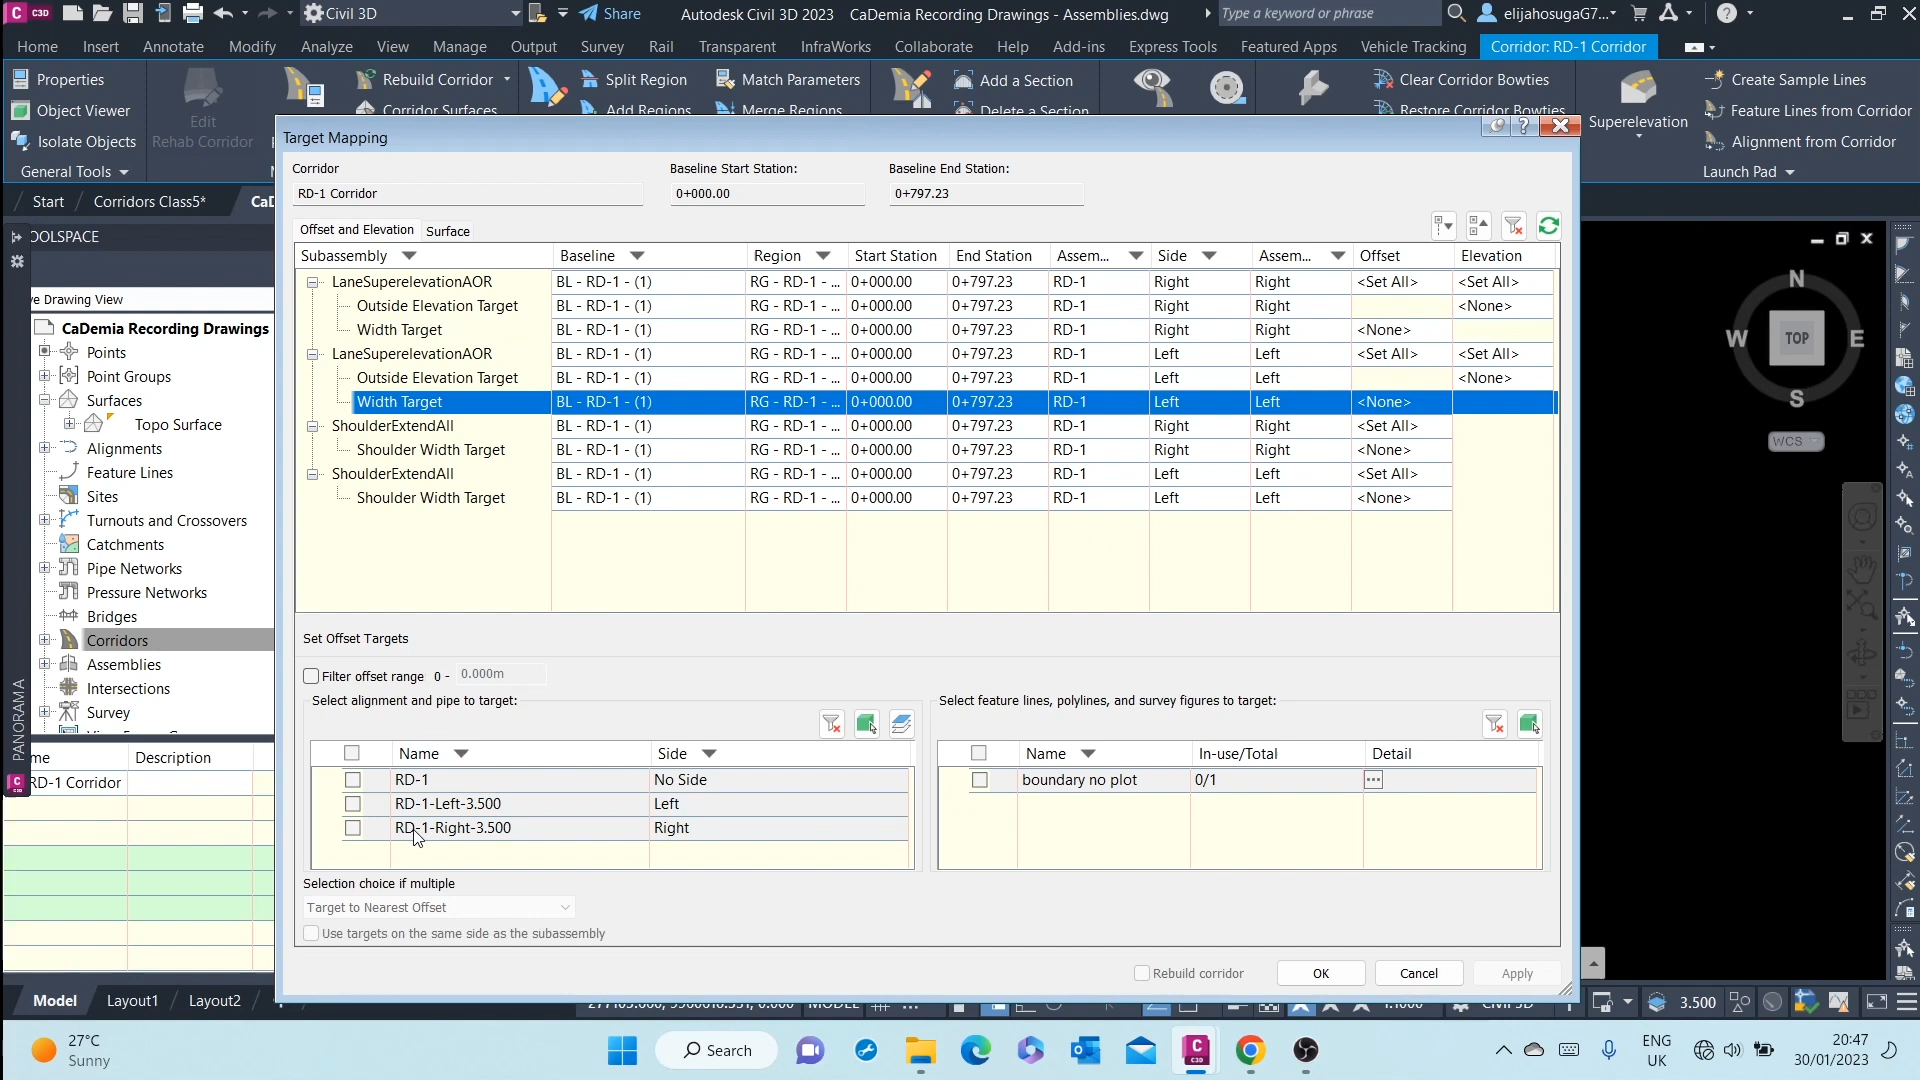 C3D
Civil 3D
Share
Autodesk Civil 3D 2023
CaDemia Recording Drawings - Assemblies.dwg
Type a keyword or phrase
elijahosugaG7...
Home
Insert
Annotate
Modify
Analyze
View
Manage
Output
Survey
Rail
Transparent
InfraWorks
Collaborate
Help
Add-ins
Express Tools
Featured Apps
Vehicle Tracking
Corridor: RD-1 Corridor
Properties
Object Viewer
Isolate Objects
General Tools
Edit
Rehab Corridor
Rebuild Corridor
Corridor Surfaces
Split Region
Add Regions
Match Parameters
Merge Regions
Add a Section
Delete a Section
Clear Corridor Bowties
Restore Corridor Bowties
Superelevation
Create Sample Lines
Feature Lines from Corridor
Alignment from Corridor
Launch Pad
Start
Corridors Class5*
CaD
OOLSPACE
ve Drawing View
CaDemia Recording Drawings
Points
Point Groups
Surfaces
Topo Surface
Alignments
Feature Lines
Sites
Turnouts and Crossovers
Catchments
Pipe Networks
Pressure Networks
Bridges
Corridors
Assemblies
Intersections
Survey
PANORAMA
me
Description
RD-1 Corridor
Target Mapping
Corridor
Baseline Start Station:
Baseline End Station:
RD-1 Corridor
0+000.00
0+797.23
Offset and Elevation
Surface
Subassembly Baseline Region Start Station End Station Assem... Side Assem... Offset Elevation
LaneSuperelevationAOR BL - RD-1 - (1) RG - RD-1 - ... 0+000.00 0+797.23 RD-1 Right Right <Set All> <Set All>
Outside Elevation Target BL - RD-1 - (1) RG - RD-1 - ... 0+000.00 0+797.23 RD-1 Right Right <None>
Width Target BL - RD-1 - (1) RG - RD-1 - ... 0+000.00 0+797.23 RD-1 Right Right <None>
LaneSuperelevationAOR BL - RD-1 - (1) RG - RD-1 - ... 0+000.00 0+797.23 RD-1 Left Left <Set All> <Set All>
Outside Elevation Target BL - RD-1 - (1) RG - RD-1 - ... 0+000.00 0+797.23 RD-1 Left Left <None>
Width Target BL - RD-1 - (1) RG - RD-1 - ... 0+000.00 0+797.23 RD-1 Left Left <None>
ShoulderExtendAll BL - RD-1 - (1) RG - RD-1 - ... 0+000.00 0+797.23 RD-1 Right Right <Set All>
Shoulder Width Target BL - RD-1 - (1) RG - RD-1 - ... 0+000.00 0+797.23 RD-1 Right Right <None>
ShoulderExtendAll BL - RD-1 - (1) RG - RD-1 - ... 0+000.00 0+797.23 RD-1 Left Left <Set All>
Shoulder Width Target BL - RD-1 - (1) RG - RD-1 - ... 0+000.00 0+797.23 RD-1 Left Left <None>
Set Offset Targets
Filter offset range 0 - 0.000m
Select alignment and pipe to target:
Name Side
RD-1 No Side
RD-1-Left-3.500 Left
RD-1-Right-3.500 Right
Selection choice if multiple
Target to Nearest Offset
Use targets on the same side as the subassembly
Select feature lines, polylines, and survey figures to target:
Name In-use/Total Detail
boundary no plot 0/1
Rebuild corridor
OK
Cancel
Apply
N
W
TOP
E
S
WCS
Model
Layout1
Layout2
3.500
27°C
Sunny
Search
ENG
UK
20:47
30/01/2023